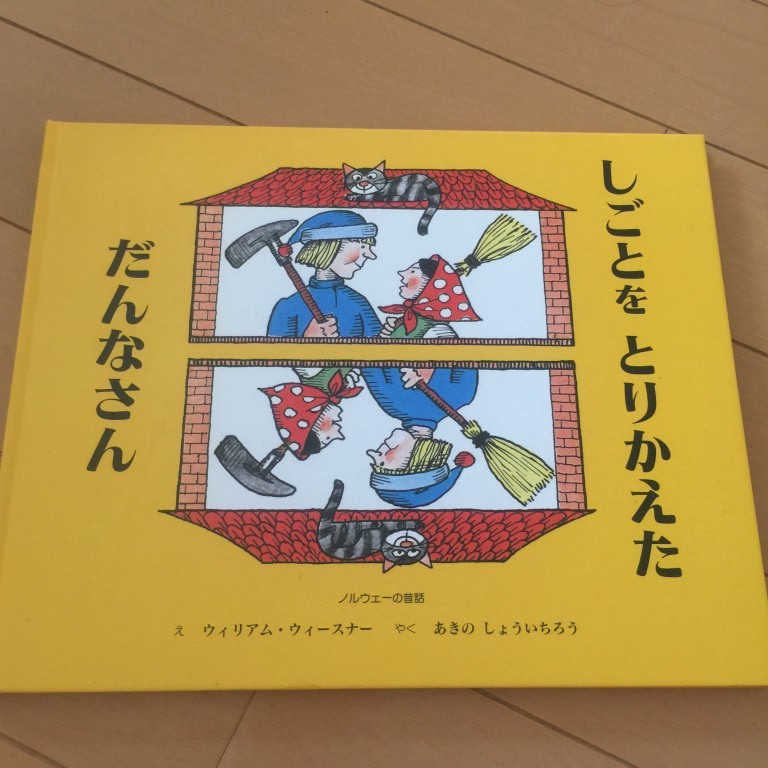 しごとを とりかえた
だんなさん
ノルウェーの昔話
え ウィリアム・ウィースナー やく あきの しょういちろう